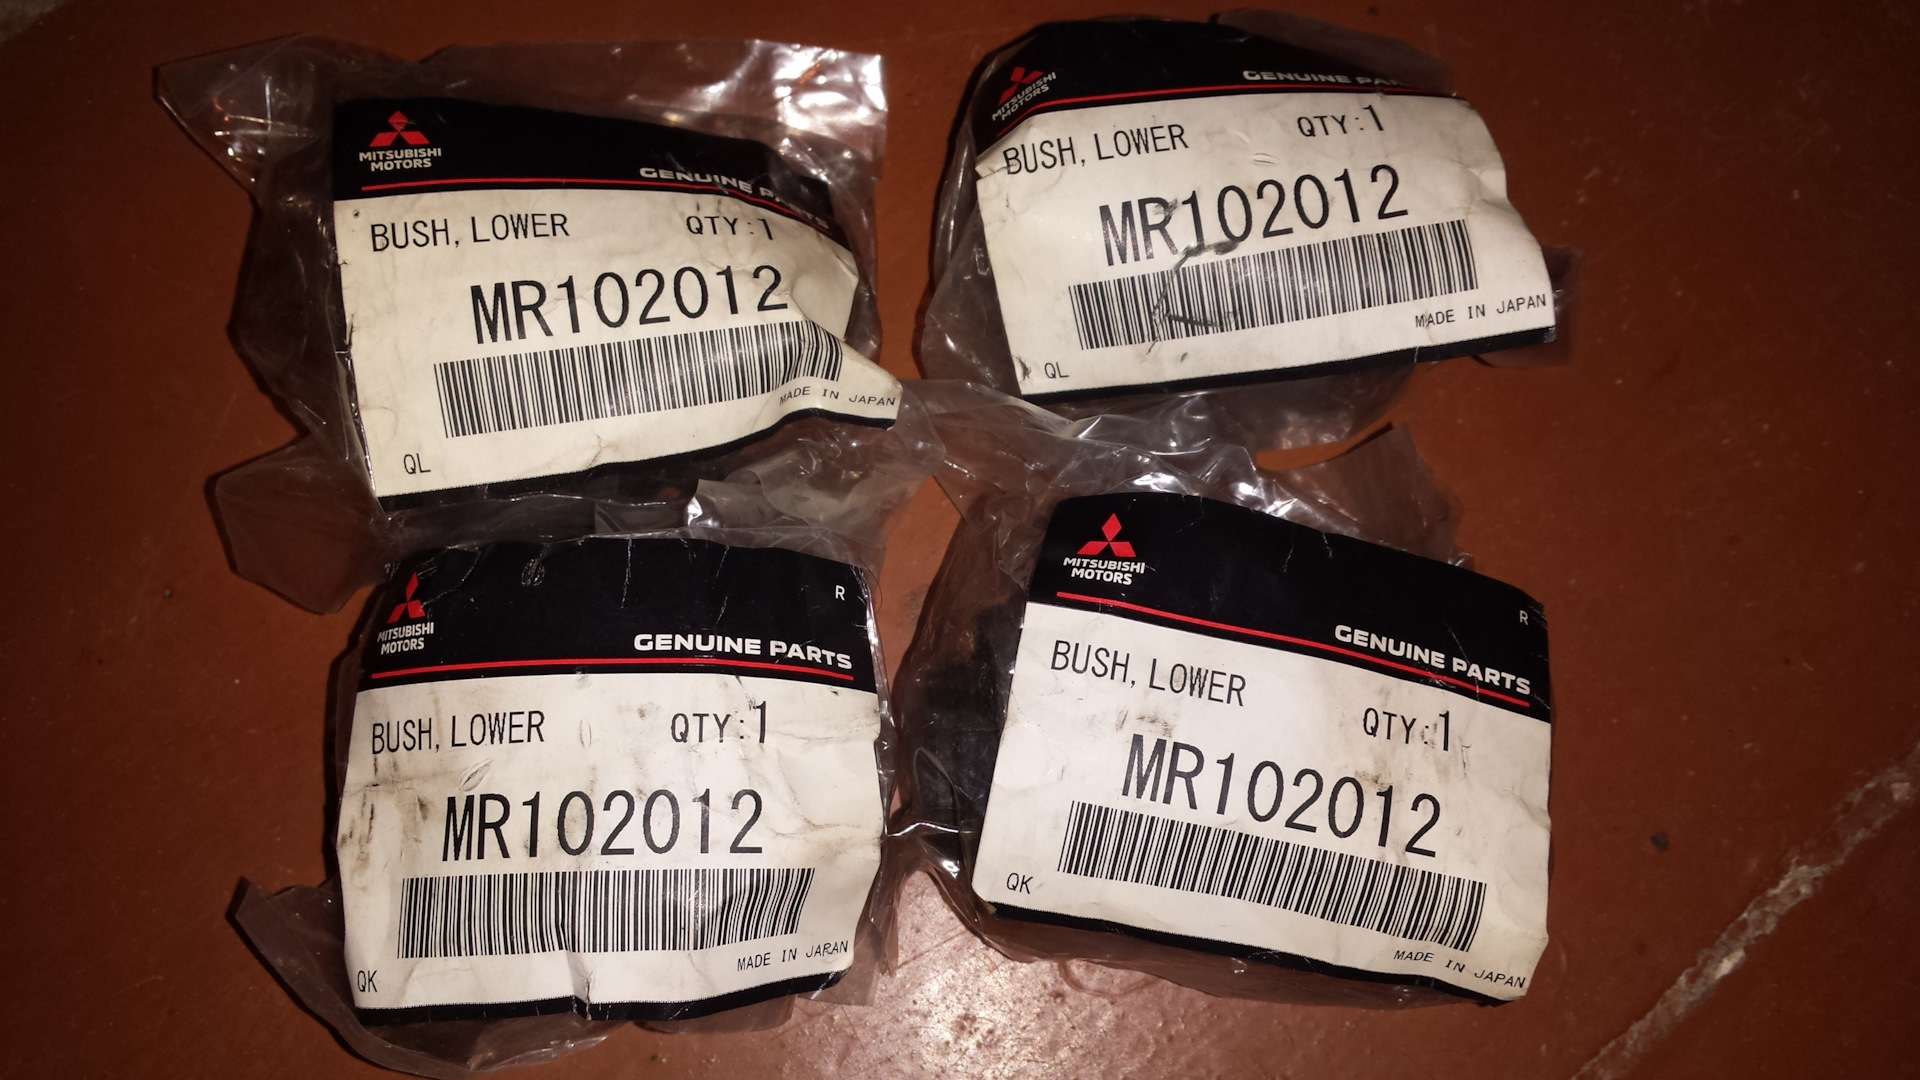 MITSUBISHI
MOTORS
GENUINE PARTS
BUSH, LOWER QTY:1
MR102012
MADE IN JAPAN
QL
MITSUBISHI
MOTORS
GENUINE
BUSH, LOWER QTY:1
MR102012
MADE IN JAPAN
QL
MITSUBISHI
MOTORS
R
GENUINE PARTS
BUSH, LOWER QTY:1
MR102012
MADE IN JAPAN
QK
MITSUBISHI
MOTORS
R
GENUINE PARTS
BUSH, LOWER QTY:1
MR102012
QK
MADE IN JAPAN